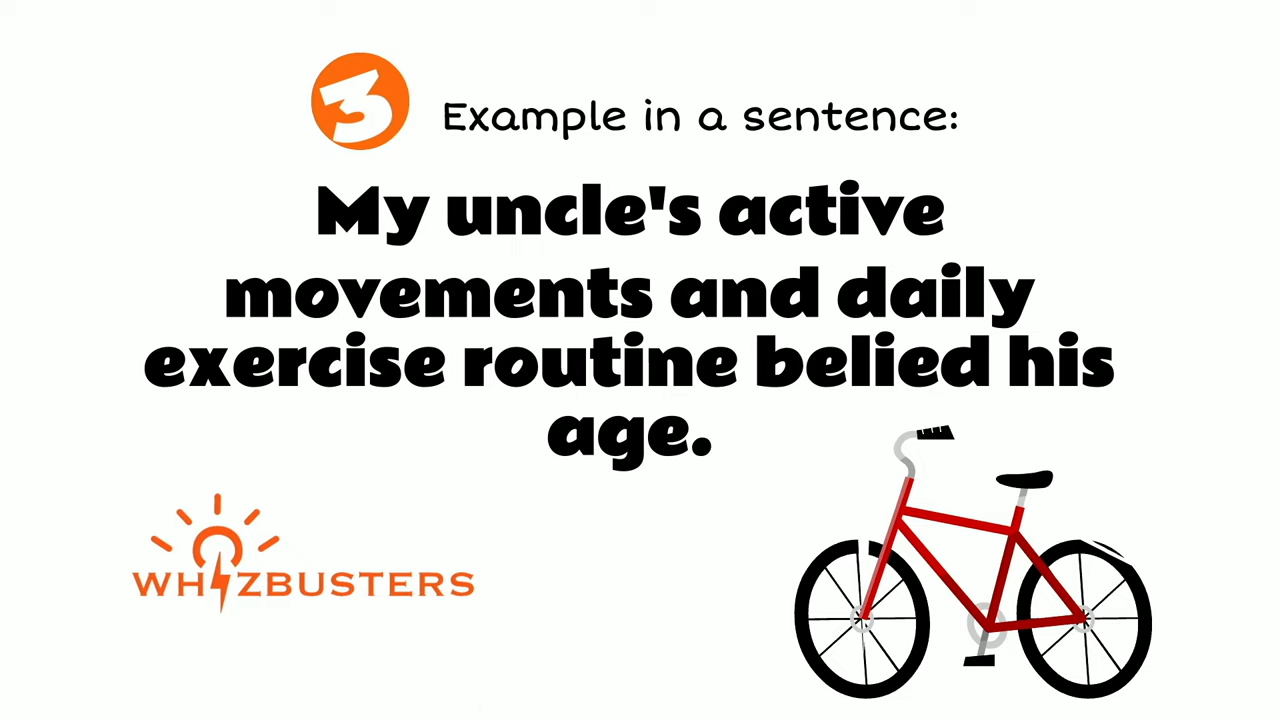 3 Example in a sentence:
My uncle's active
movements and daily
exercise routine belied his
age.
WHIZBUSTERS